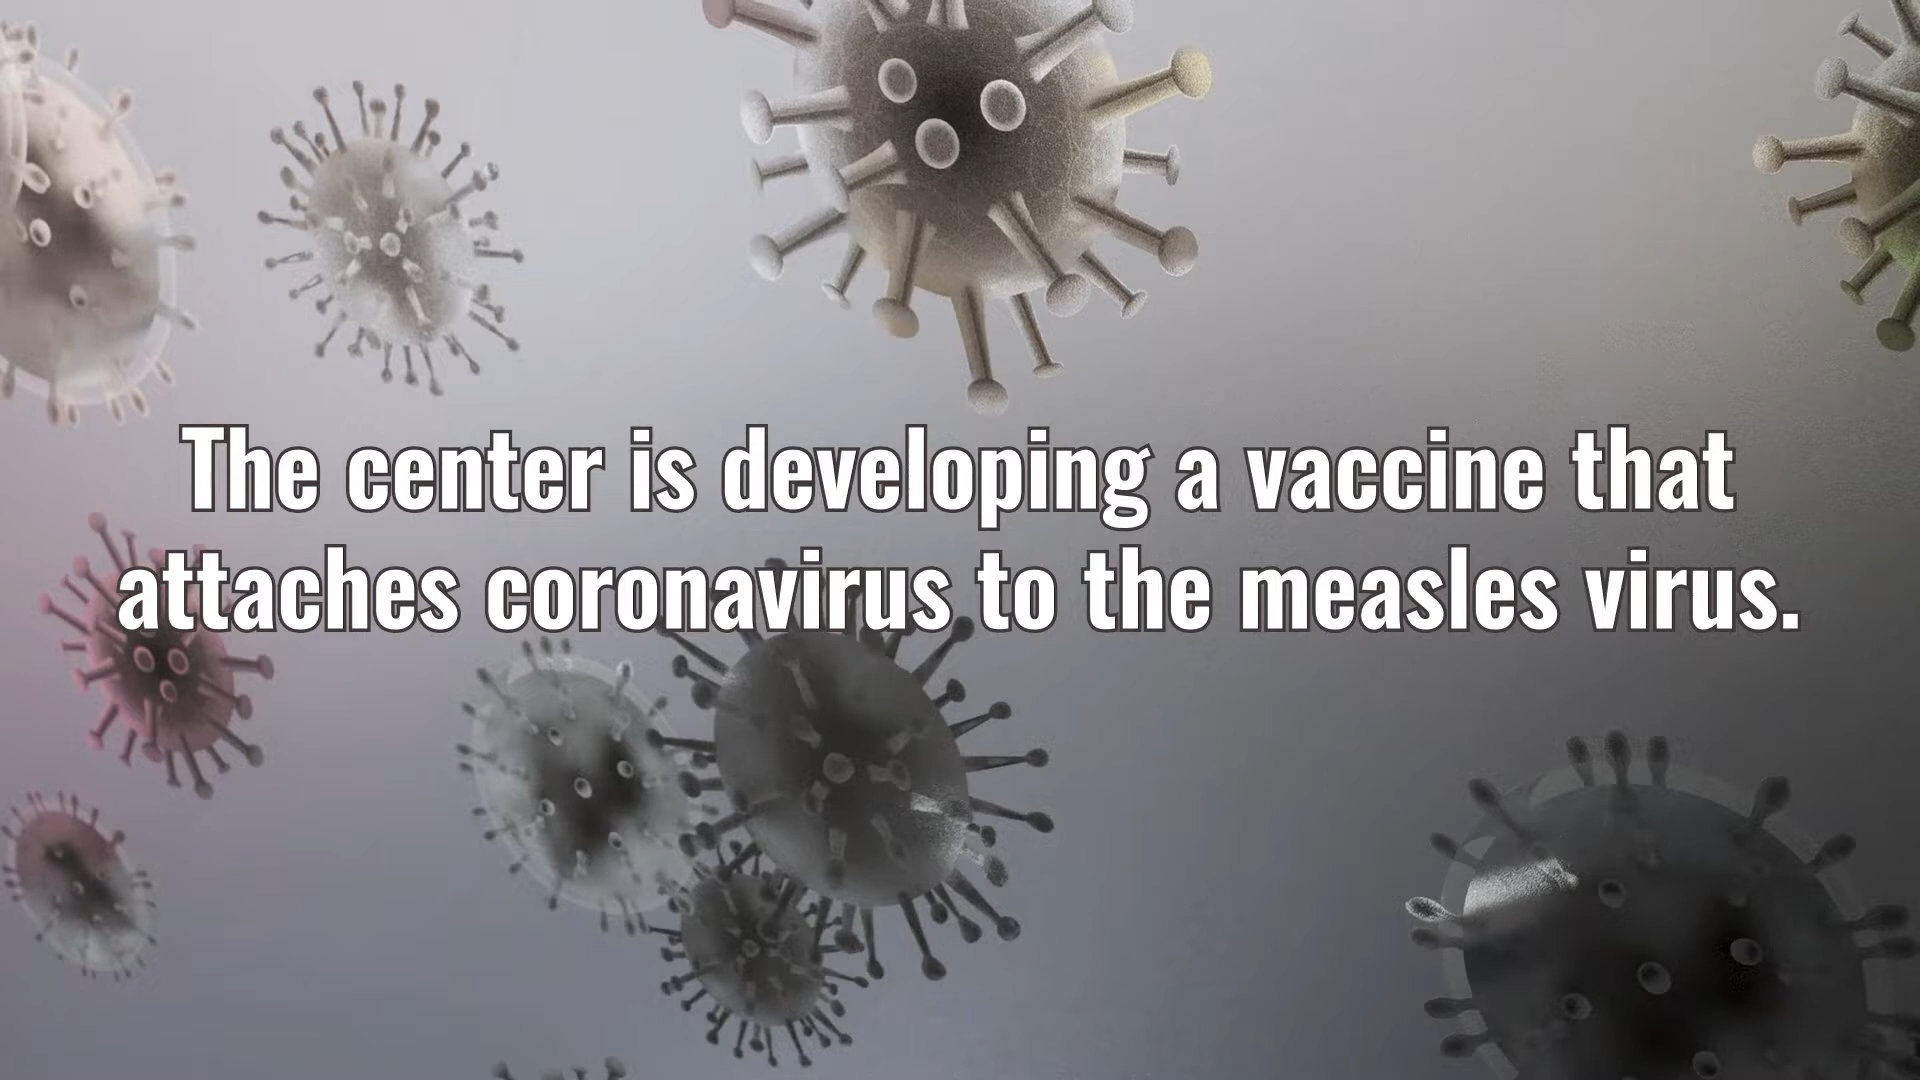 The center is developing a vaccine that
attaches coronavirus to the measles virus.